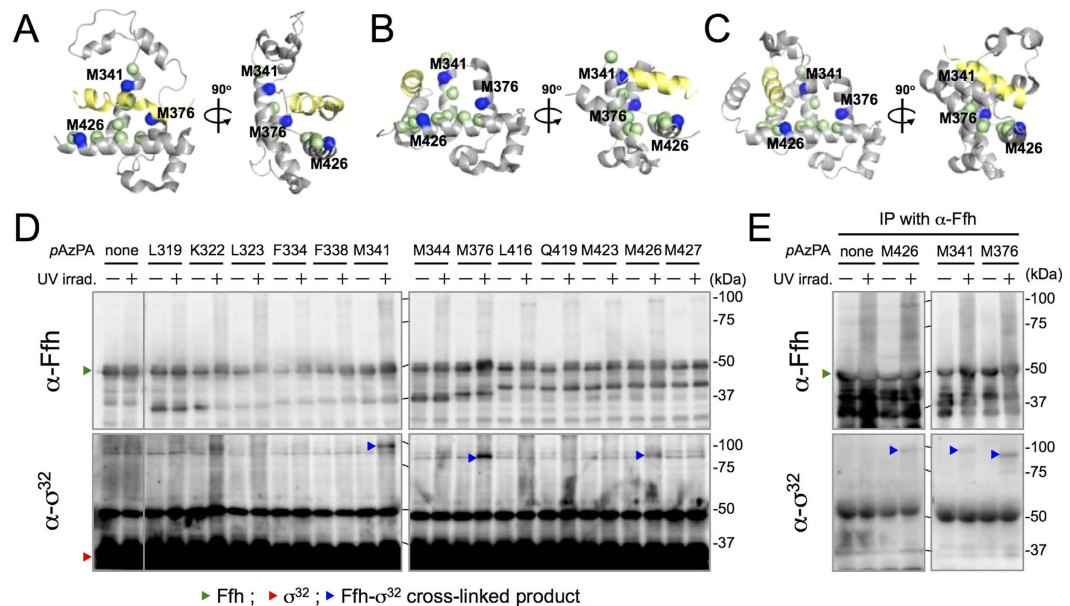 A
M341
M376
M426
90°
M341
M376
M426
B
M341
M376
M426
90°
M341
M376
M426
C
M341
M376
M426
90°
M341
M376
M426
D
pAzPA none L319 K322 L323 F334 F338 M341 M344 M376 L416 Q419 M423 M426 M427
UV irrad. – + – + – + – + – + – + – + – + – + – + – + – + – + – + (kDa)
α-Ffh
-100
-75
-50
-37
α-σ³²
-100
-75
-50
-37
E
IP with α-Ffh
pAzPA none M426 M341 M376
UV irrad. – + – + – + – + (kDa)
α-Ffh
-100
-75
-50
-37
α-σ³²
-100
-75
-50
-37
Ffh ; σ³² ; Ffh-σ³² cross-linked product